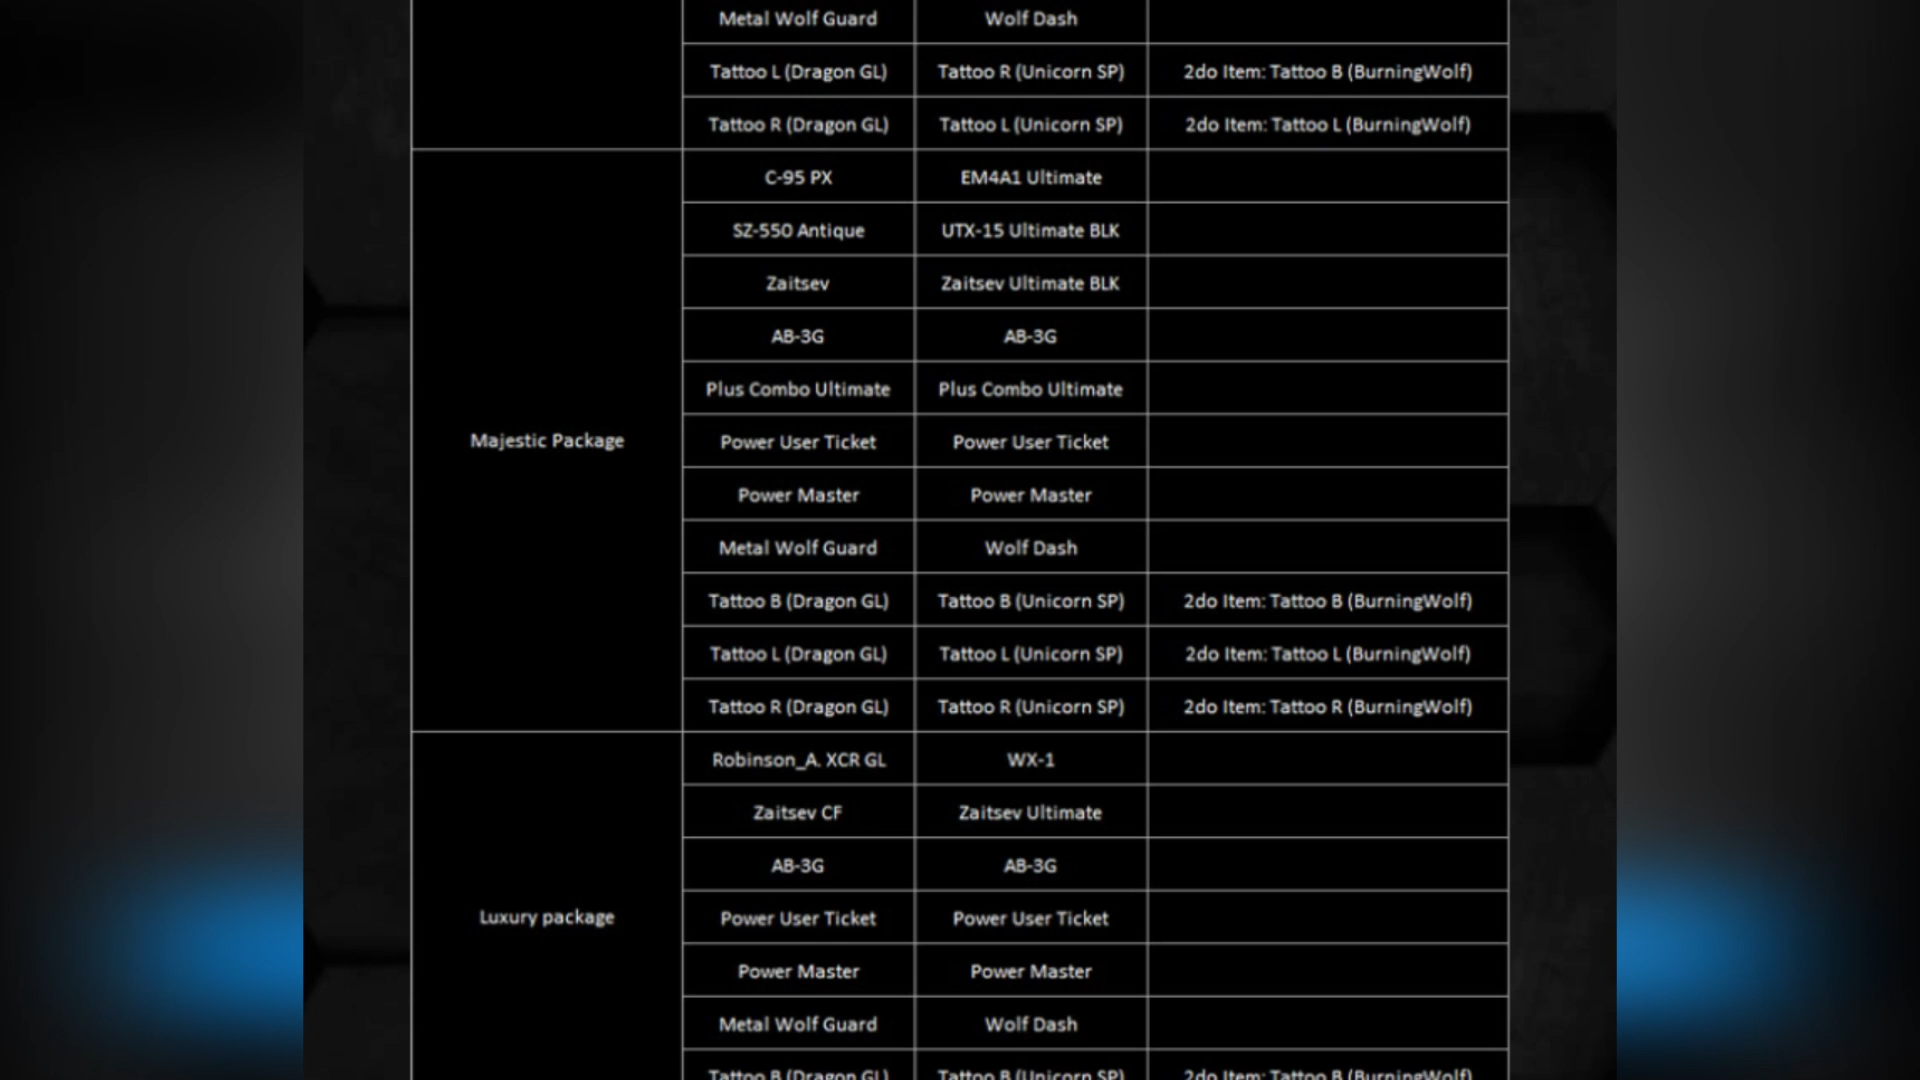 Metal Wolf Guard Wolf Dash
Tattoo L (Dragon GL) Tattoo R (Unicorn SP) 2do Item: Tattoo B (BurningWolf)
Tattoo R (Dragon GL) Tattoo L (Unicorn SP) 2do Item: Tattoo L (BurningWolf)
C-95 PX EM4A1 Ultimate
SZ-550 Antique UTX-15 Ultimate BLK
Zaitsev Zaitsev Ultimate BLK
AB-3G AB-3G
Plus Combo Ultimate Plus Combo Ultimate
Majestic Package Power User Ticket Power User Ticket
Power Master Power Master
Metal Wolf Guard Wolf Dash
Tattoo B (Dragon GL) Tattoo B (Unicorn SP) 2do Item: Tattoo B (BurningWolf)
Tattoo L (Dragon GL) Tattoo L (Unicorn SP) 2do Item: Tattoo L (BurningWolf)
Tattoo R (Dragon GL) Tattoo R (Unicorn SP) 2do Item: Tattoo R (BurningWolf)
Robinson_A. XCR GL WX-1
Zaitsev CF Zaitsev Ultimate
AB-3G AB-3G
Luxury package Power User Ticket Power User Ticket
Power Master Power Master
Metal Wolf Guard Wolf Dash
Tattoo B (Dragon GL) Tattoo B (Unicorn SP) 2do Item: Tattoo B (BurningWolf)